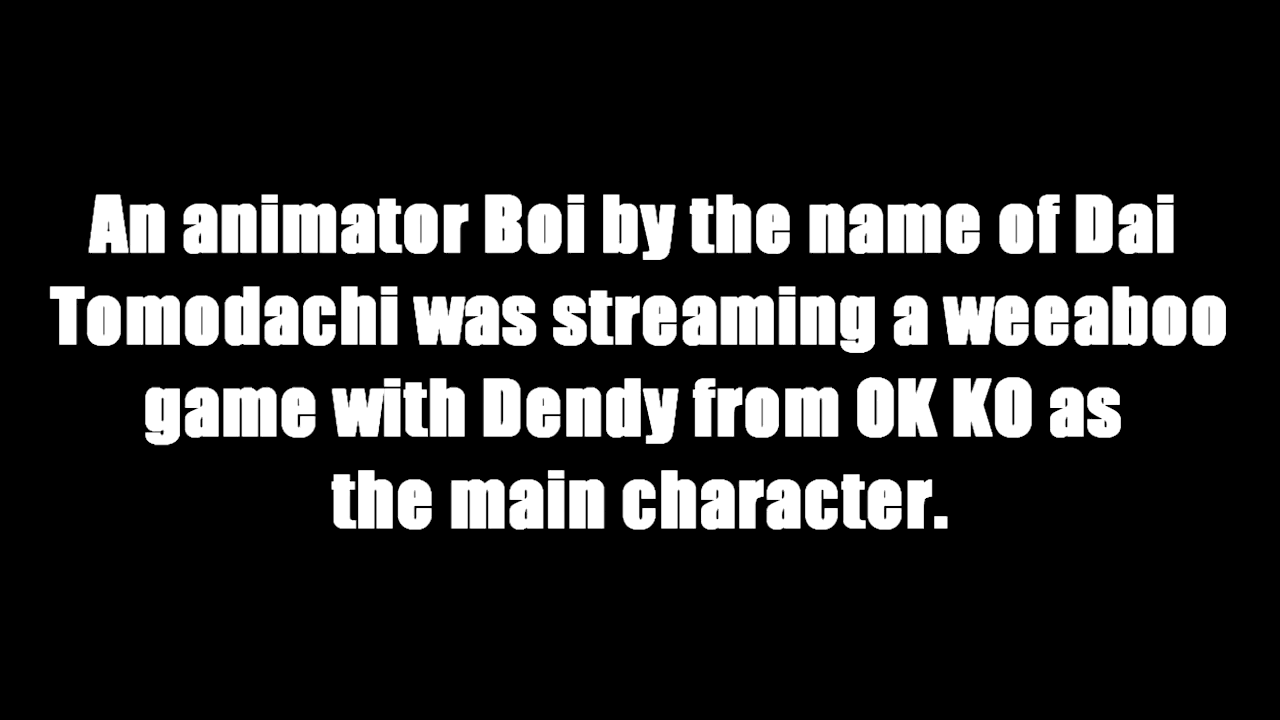 An animator Boi by the name of Dai
Tomodachi was streaming a weeaboo
game with Dendy from OK KO as
the main character.